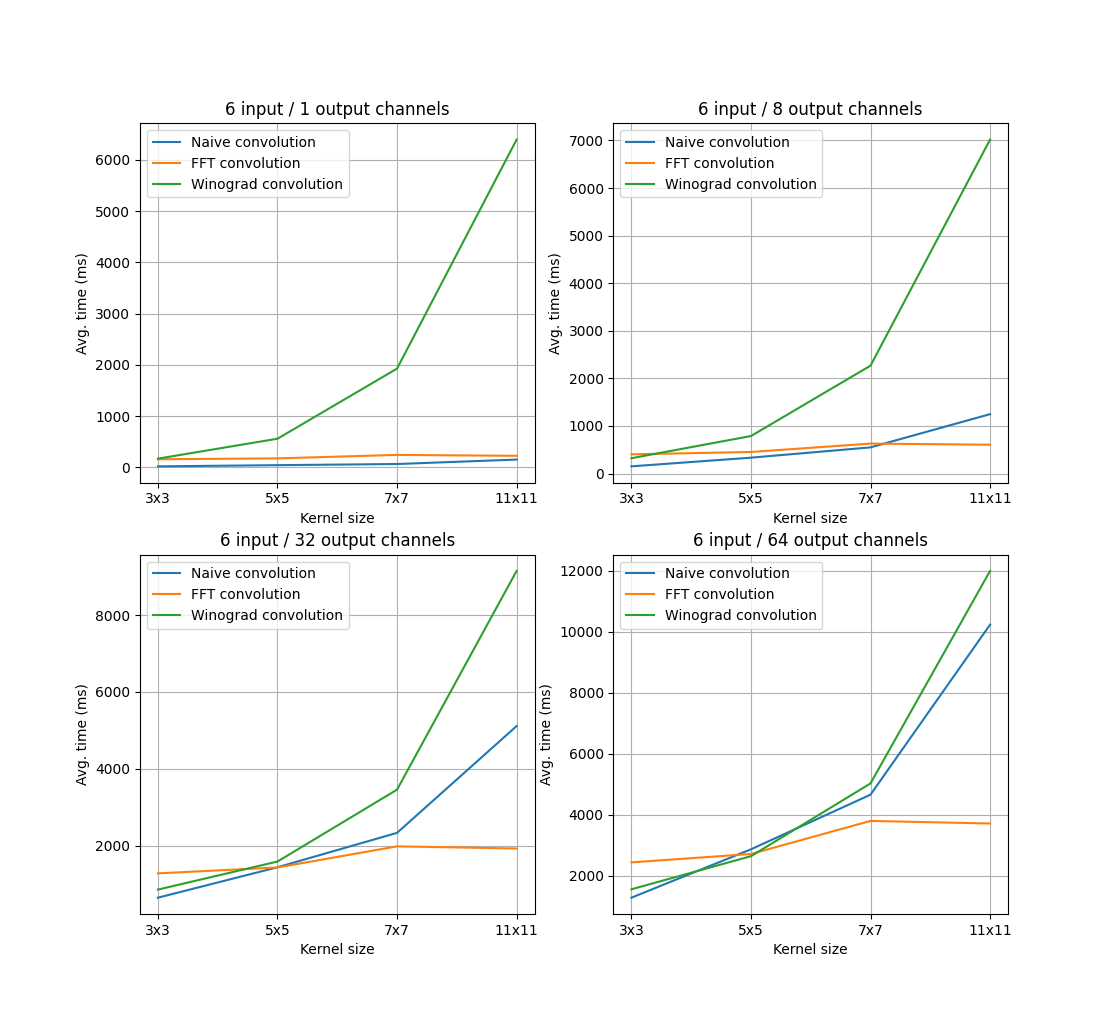 6 input / 1 output channels
Naive convolution
FFT convolution
Winograd convolution
Avg. time (ms)
6000
5000
4000
3000
2000
1000
0
3x3 5x5 7x7 11x11
Kernel size
6 input / 8 output channels
Naive convolution
FFT convolution
Winograd convolution
Avg. time (ms)
7000
6000
5000
4000
3000
2000
1000
0
3x3 5x5 7x7 11x11
Kernel size
6 input / 32 output channels
Naive convolution
FFT convolution
Winograd convolution
Avg. time (ms)
8000
6000
4000
2000
3x3 5x5 7x7 11x11
Kernel size
6 input / 64 output channels
Naive convolution
FFT convolution
Winograd convolution
Avg. time (ms)
12000
10000
8000
6000
4000
2000
3x3 5x5 7x7 11x11
Kernel size